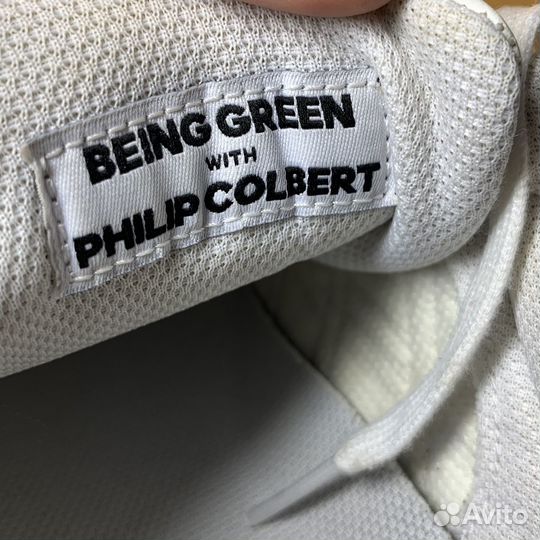 BEING GREEN
WITH
PHILIP COLBERT
Avito